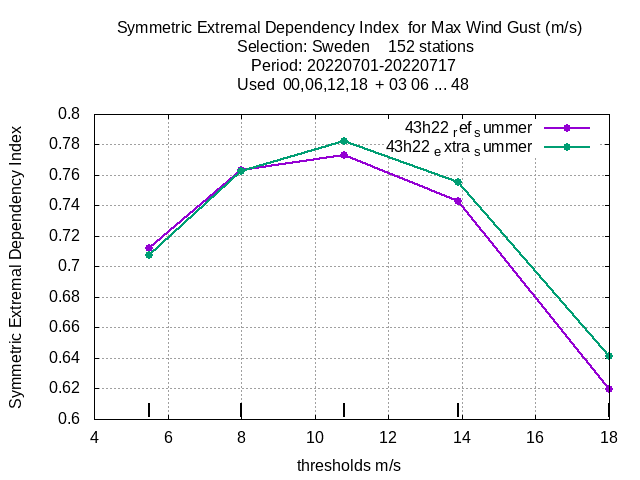 Symmetric Extremal Dependency Index for Max Wind Gust (m/s)
Selection: Sweden 152 stations
Period: 20220701-20220717
Used 00,06,12,18 + 03 06 ... 48
0.8
0.78
0.76
0.74
0.72
0.7
0.68
0.66
0.64
0.62
0.6
Symmetric Extremal Dependency Index
43h22 ref summer
43h22 extra summer
4 6 8 10 12 14 16 18
thresholds m/s